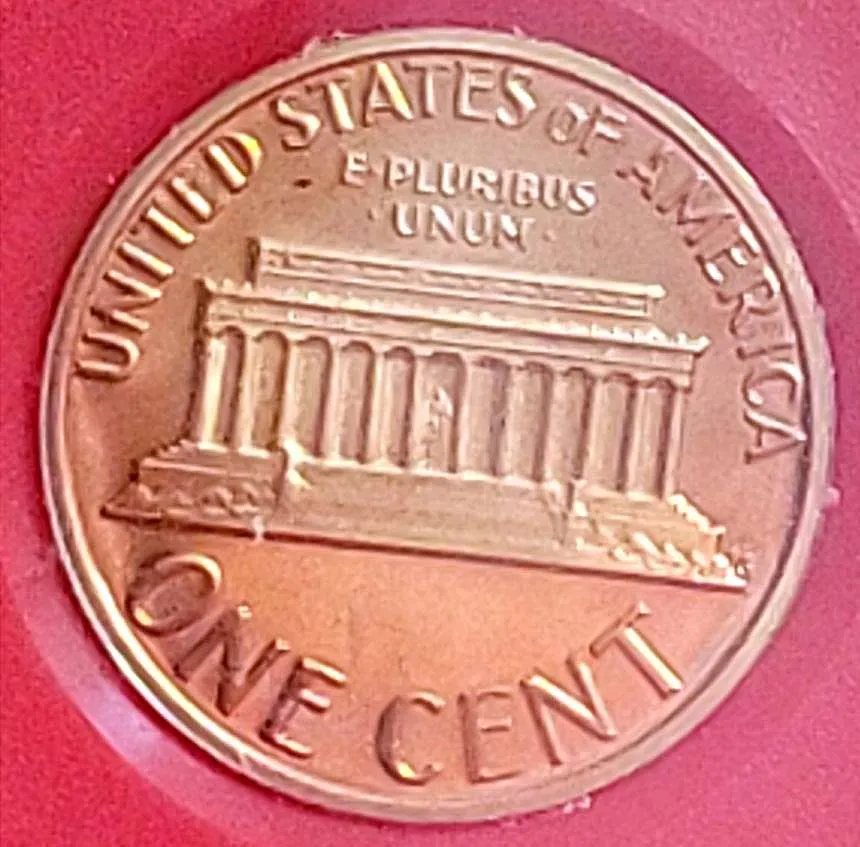 UNITED STATES OF AMERICA
E·PLURIBUS
·UNUM·
ONE CENT